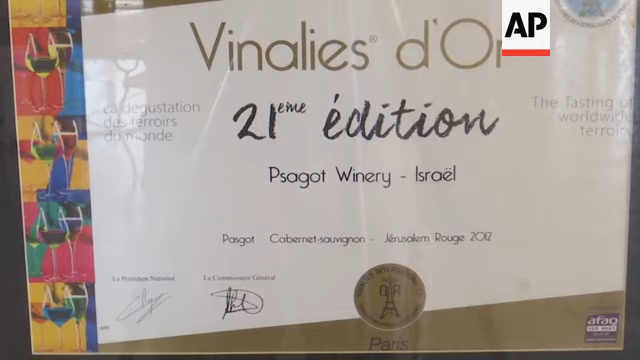 AP
Vinalies® d'Or
La dégustation
des terroirs
du monde
21ème édition
The Tasting of
worldwide
terroirs
Psagot Winery - Israël
Pasgot Cabernet-sauvignon - Jérusalem Rouge 2012
Le Président National
Le Commissaire Général
OR
Paris
afaq